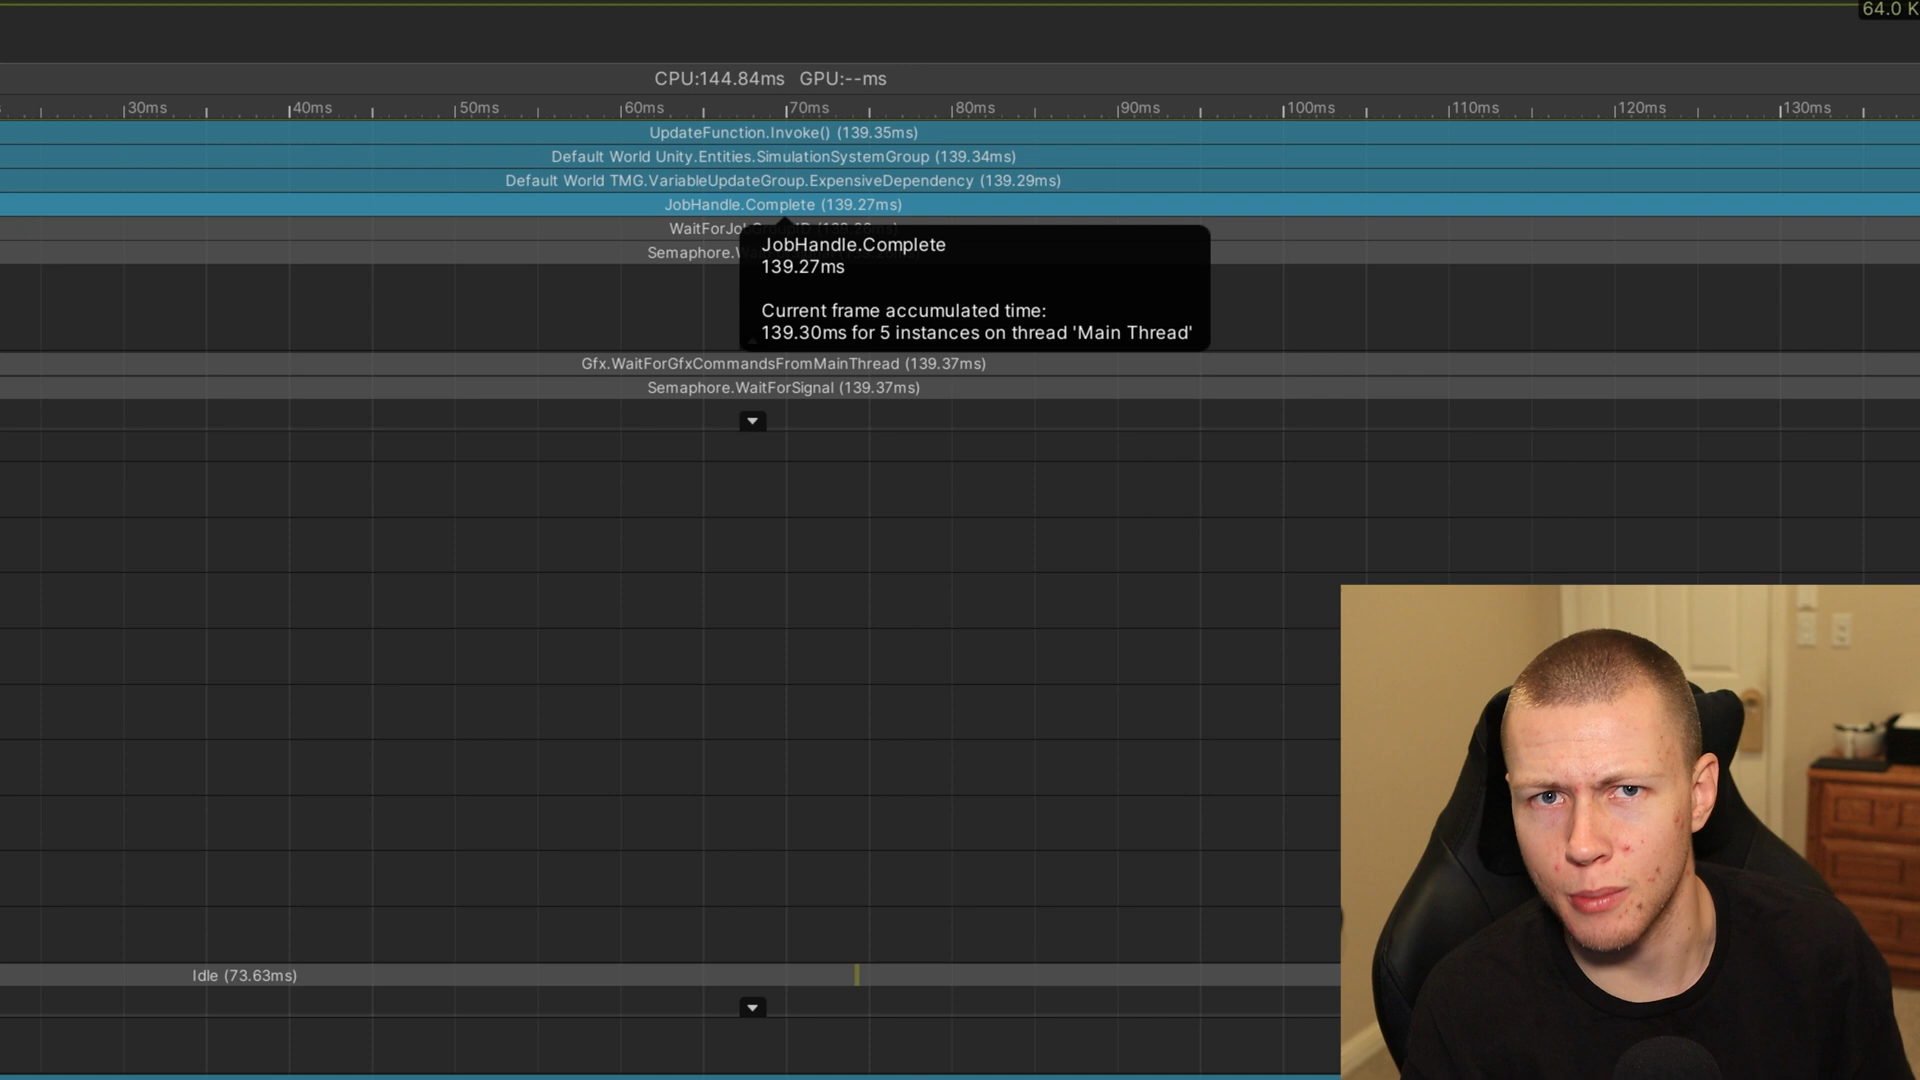 64.0 K
CPU:144.84ms GPU:--ms
30ms 40ms 50ms 60ms 70ms 80ms 90ms 100ms 110ms 120ms 130ms
UpdateFunction.Invoke() (139.35ms)
Default World Unity.Entities.SimulationSystemGroup (139.34ms)
Default World TMG.VariableUpdateGroup.ExpensiveDependency (139.29ms)
JobHandle.Complete (139.27ms)
JobHandle.Complete
139.27ms
Current frame accumulated time:
139.30ms for 5 instances on thread 'Main Thread'
Gfx.WaitForGfxCommandsFromMainThread (139.37ms)
Semaphore.WaitForSignal (139.37ms)
Idle (73.63ms)